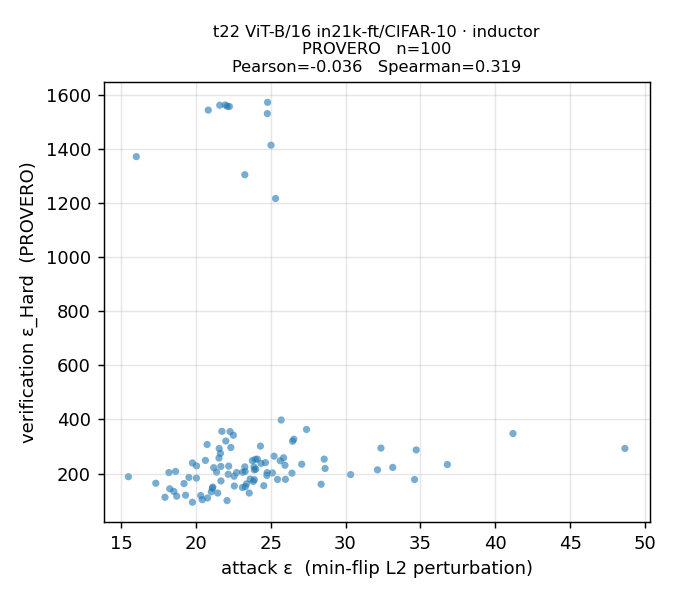 t22 ViT-B/16 in21k-ft/CIFAR-10 · inductor
PROVERO   n=100
Pearson=-0.036   Spearman=0.319
verification ε_Hard  (PROVERO)
1600
1400
1200
1000
800
600
400
200
15 20 25 30 35 40 45 50
attack ε  (min-flip L2 perturbation)